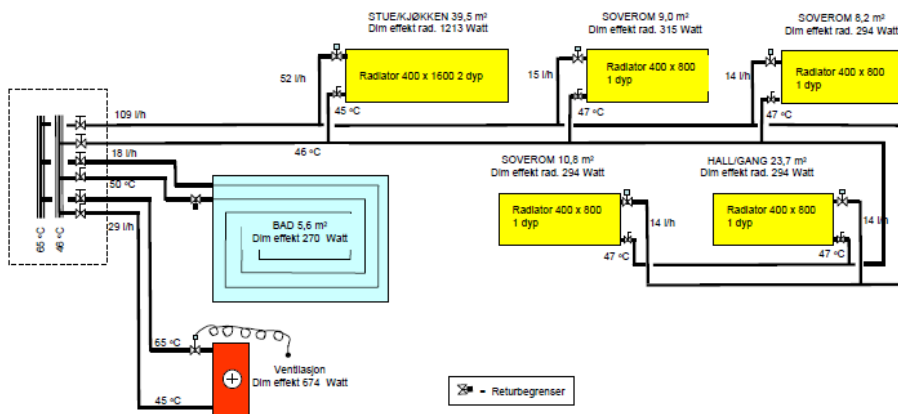 STUE/KJØKKEN 39,5 m²
Dim effekt rad. 1213 Watt
SOVEROM 9,0 m²
Dim effekt rad. 315 Watt
SOVEROM 8,2 m²
Dim effekt rad. 294 Watt
52 l/h
Radiator 400 x 1600 2 dyp
15 l/h
Radiator 400 x 800
1 dyp
14 l/h
Radiator 400 x 800
1 dyp
45 ºC
47 ºC
47 ºC
109 l/h
46 ºC
18 l/h
50 ºC
29 l/h
65 ºC
46 ºC
SOVEROM 10,8 m²
Dim effekt rad. 294 Watt
HALL/GANG 23,7 m²
Dim effekt rad. 294 Watt
Radiator 400 x 800
1 dyp
14 l/h
Radiator 400 x 800
1 dyp
14 l/h
47 ºC
47 ºC
BAD 5,6 m²
Dim effekt 270 Watt
65 ºC
Ventilasjon
Dim effekt 674 Watt
45 ºC
= Returbegrenser